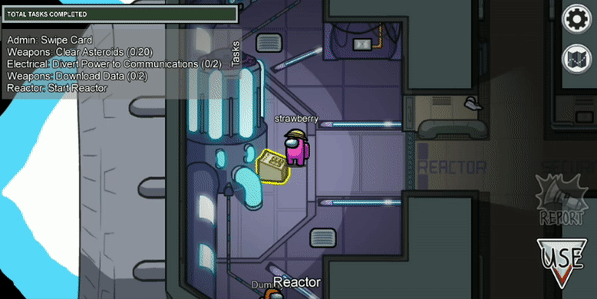 TOTAL TASKS COMPLETED
Admin: Swipe Card
Weapons: Clear Asteroids (0/20)
Electrical: Divert Power to Communications (0/2)
Weapons: Download Data (0/2)
Reactor: Start Reactor
Tasks
strawberry
REACTOR
REPORT
USE
Reactor